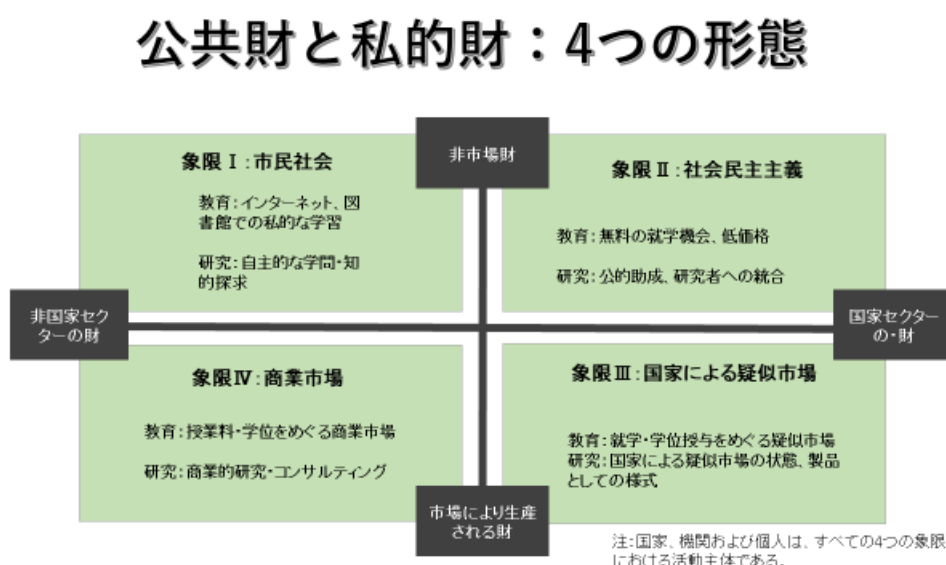 公共財と私的財：4つの形態
非市場財
象限Ⅰ：市民社会
教育：インターネット、図
書館での私的な学習
研究：自主的な学問・知
的探求
象限Ⅱ：社会民主主義
教育：無料の就学機会、低価格
研究：公的助成、研究者への統合
非国家セク
ターの財
国家セクター
の・財
象限Ⅳ：商業市場
教育：授業料・学位をめぐる商業市場
研究：商業的研究・コンサルティング
象限Ⅲ：国家による疑似市場
教育：就学・学位授与をめぐる疑似市場
研究：国家による疑似市場の状態、製品
としての様式
市場により生産
される財
注：国家、機関および個人は、すべての4つの象限
における活動主体である。